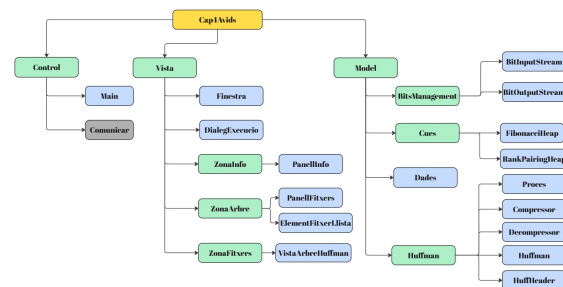 Cap4Avids
Control
Vista
Model
Main
Comunicar
Finestra
DialegExecucio
ZonaInfo
PanellInfo
ZonaArbre
PanellFitxers
ElementFitxerLlista
ZonaFitxers
VistaArbreHuffman
BitsManagement
BitInputStream
BitOutputStream
Cues
FibonacciHeap
RankPairingHeap
Dades
Huffman
Proces
Compressor
Decompressor
Huffman
HuffHeader